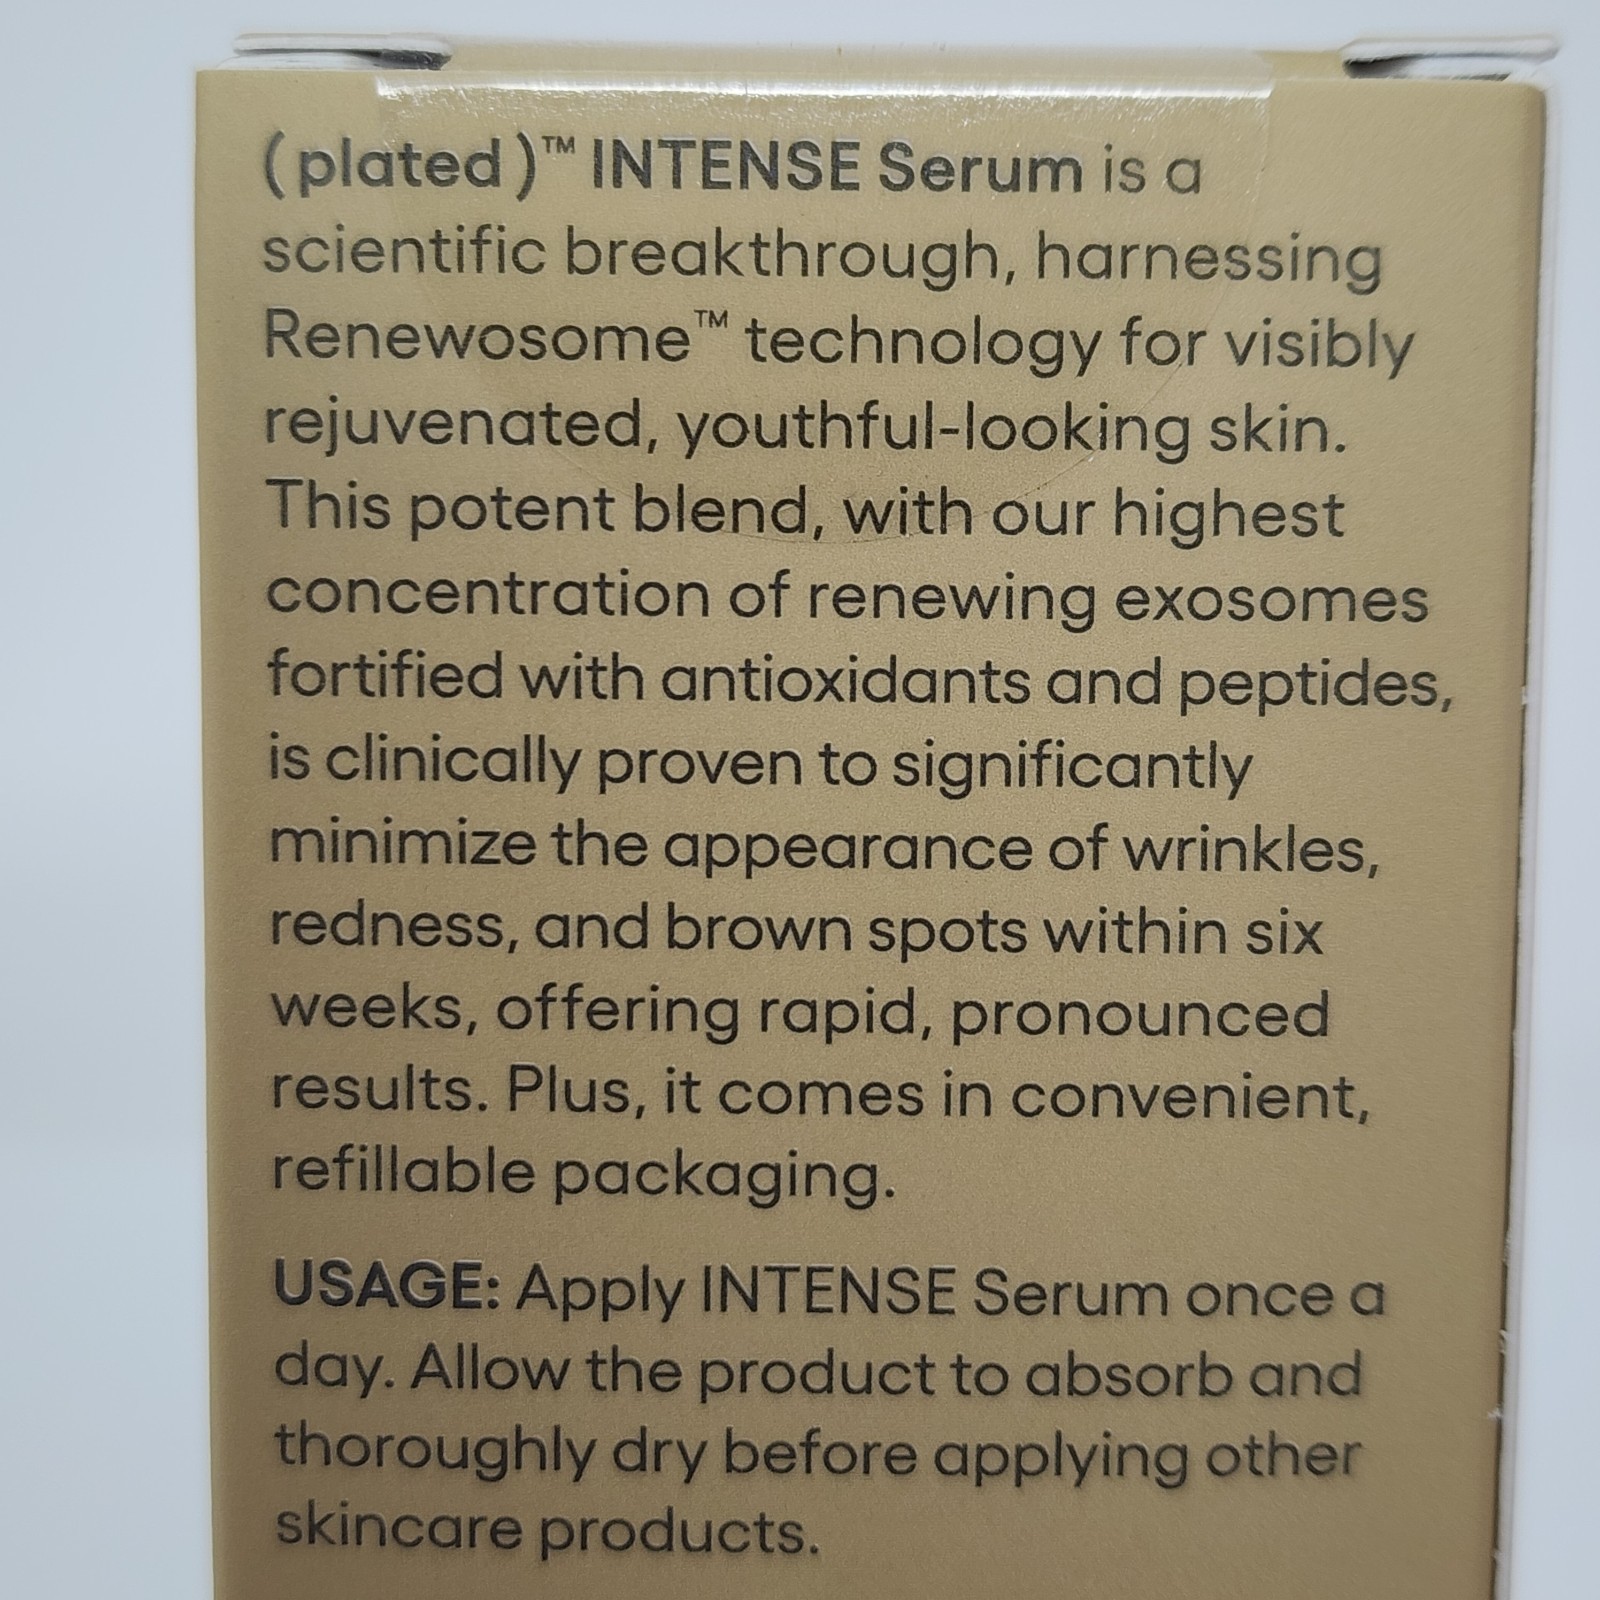 (plated)™ INTENSE Serum is a
scientific breakthrough, harnessing
Renewosome™ technology for visibly
rejuvenated, youthful-looking skin.
This potent blend, with our highest
concentration of renewing exosomes
fortified with antioxidants and peptides,
is clinically proven to significantly
minimize the appearance of wrinkles,
redness, and brown spots within six
weeks, offering rapid, pronounced
results. Plus, it comes in convenient,
refillable packaging.
USAGE: Apply INTENSE Serum once a
day. Allow the product to absorb and
thoroughly dry before applying other
skincare products.